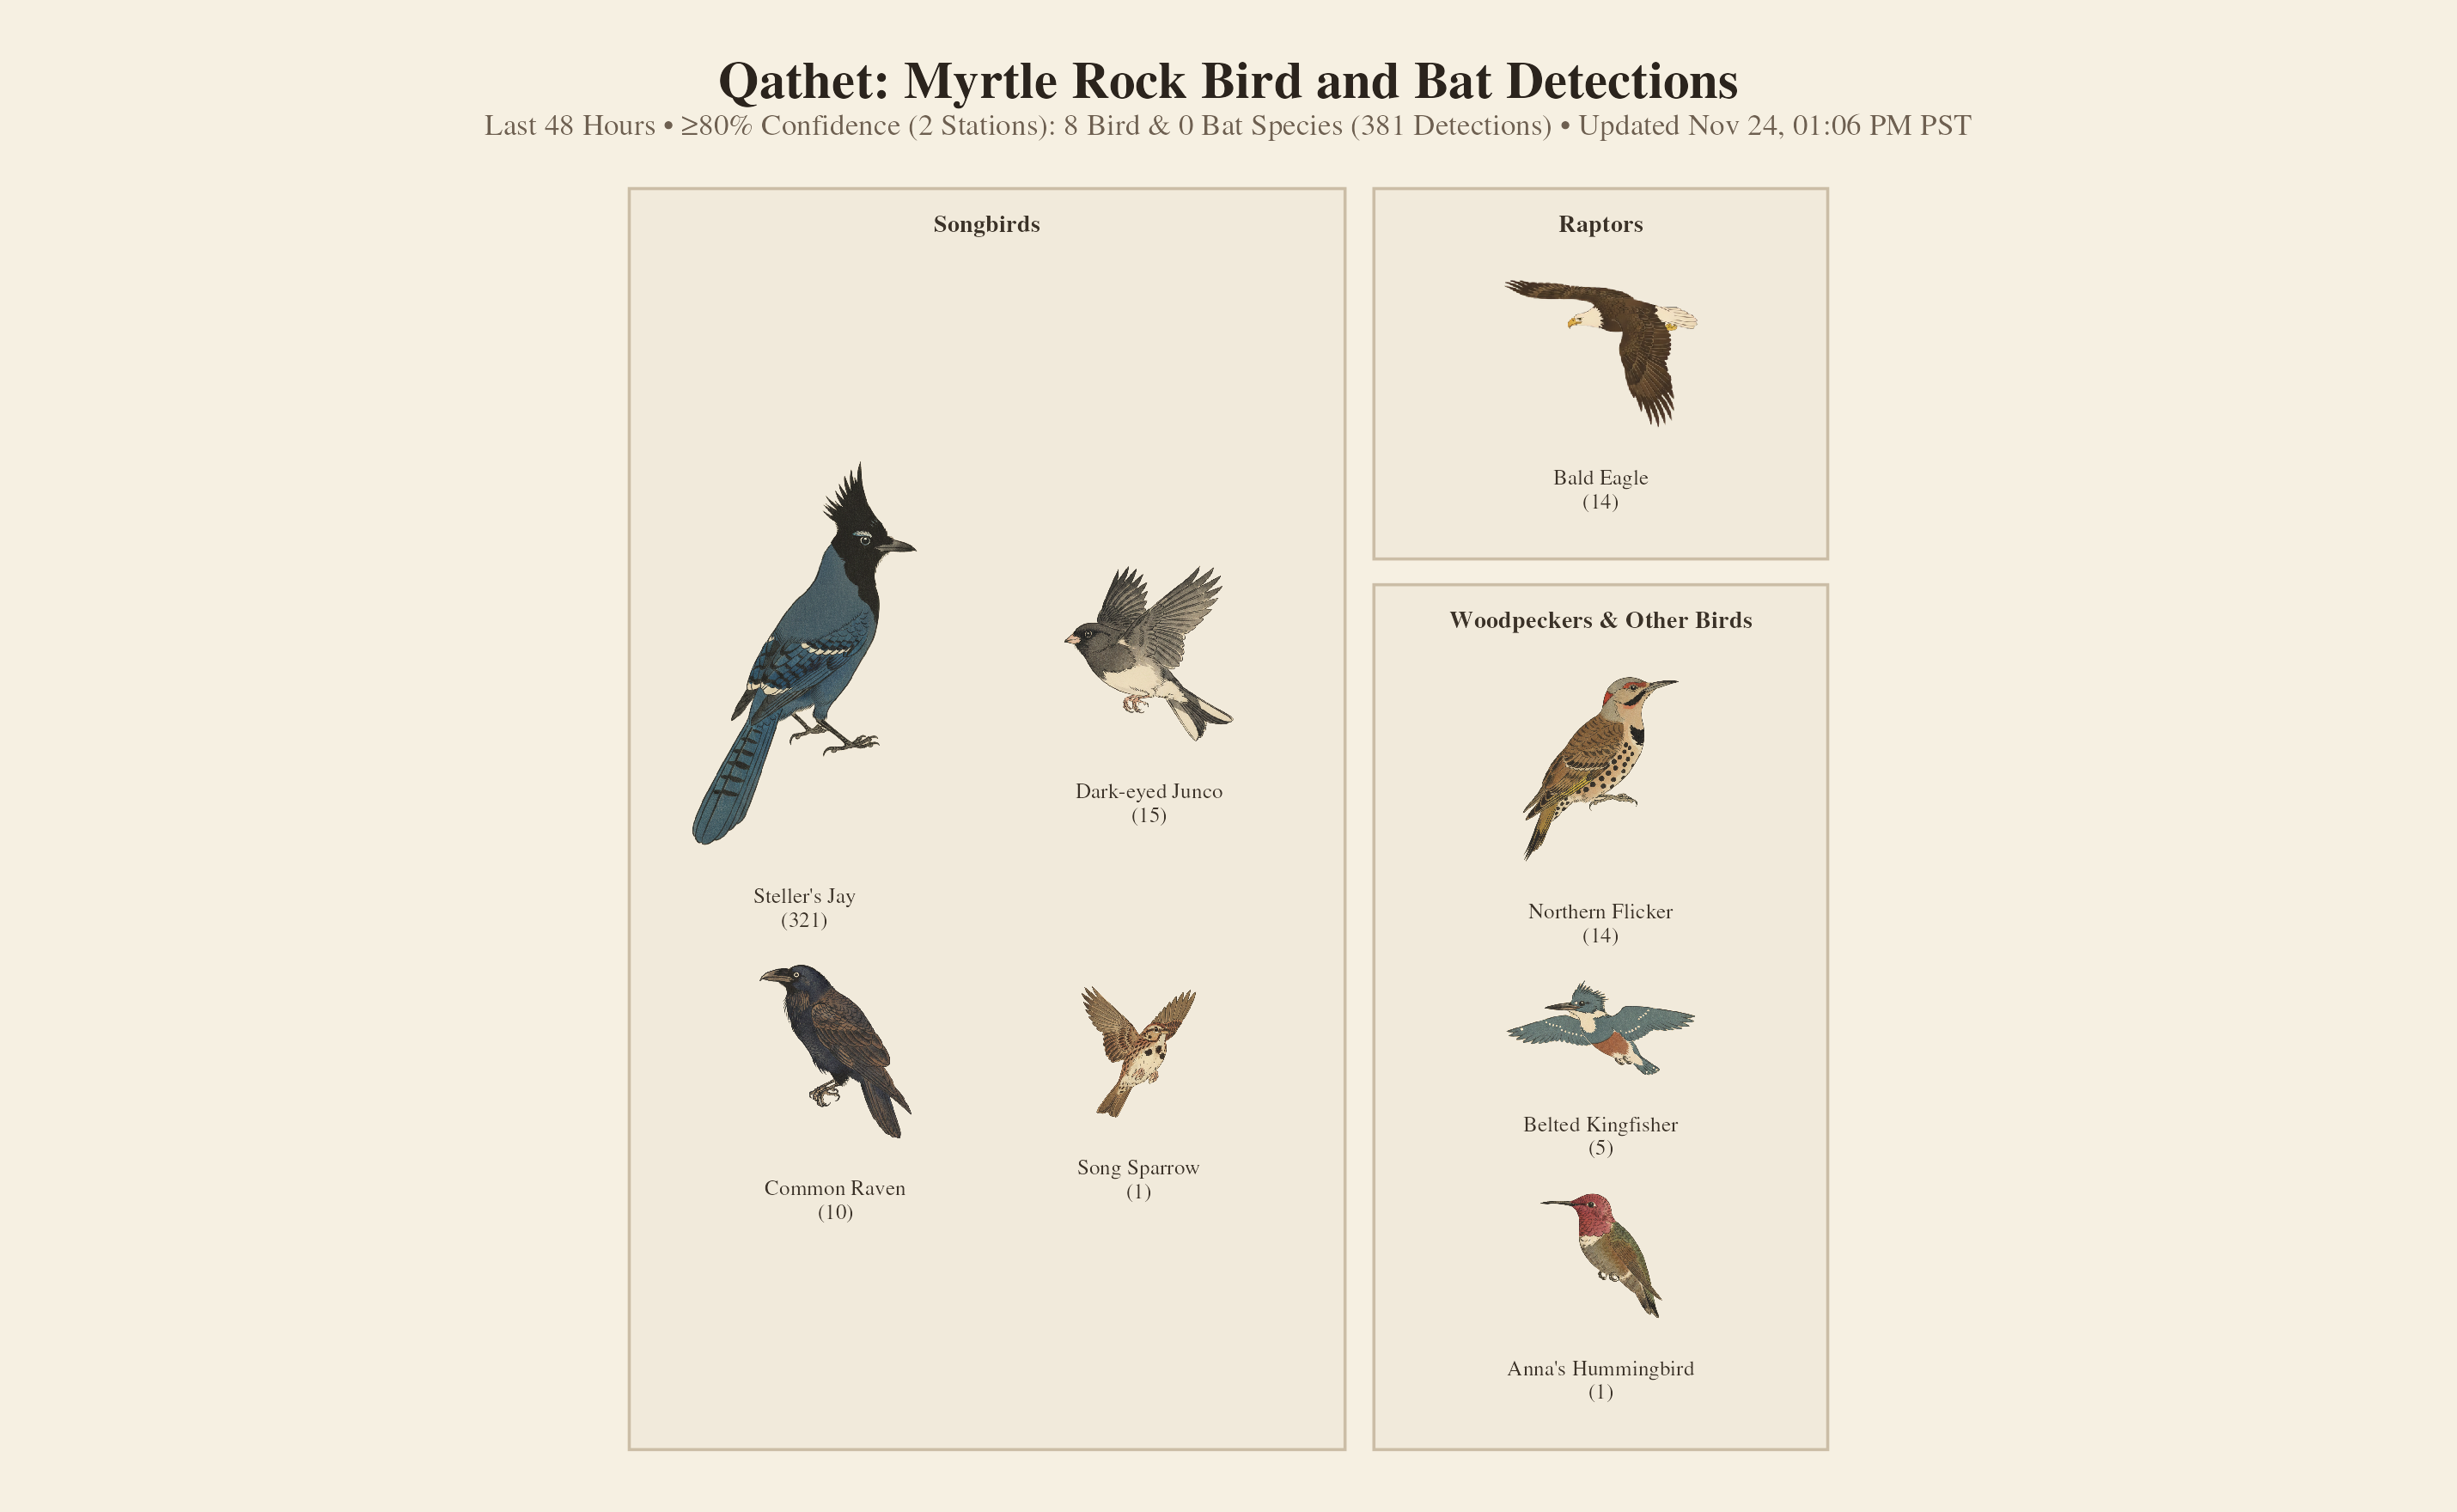 Qathet: Myrtle Rock Bird and Bat Detections
Last 48 Hours • ≥80% Confidence (2 Stations): 8 Bird & 0 Bat Species (381 Detections) • Updated Nov 24, 01:06 PM PST
Songbirds
Steller's Jay
(321)
Dark-eyed Junco
(15)
Common Raven
(10)
Song Sparrow
(1)
Raptors
Bald Eagle
(14)
Woodpeckers & Other Birds
Northern Flicker
(14)
Belted Kingfisher
(5)
Anna's Hummingbird
(1)